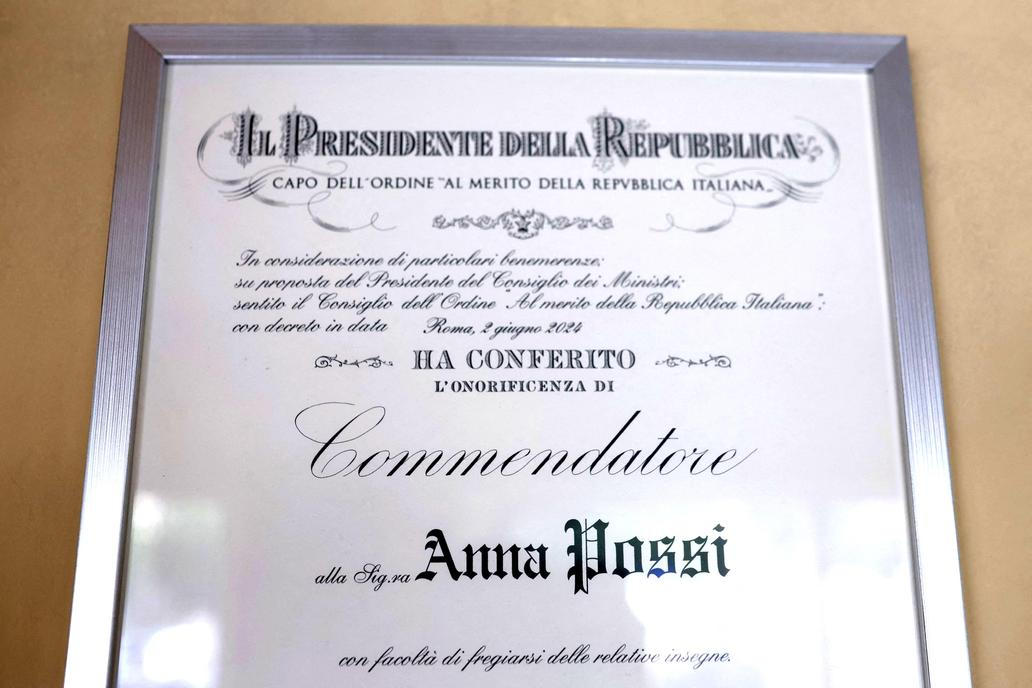 IL PRESIDENTE DELLA REPUBBLICA
CAPO DELL'ORDINE "AL MERITO DELLA REPVBBLICA ITALIANA„
In considerazione di particolari benemerenze;
su proposta del Presidente del Consiglio dei Ministri;
sentito il Consiglio dell'Ordine "Al merito della Repubblica Italiana":
con decreto in data Roma, 2 giugno 2024
HA CONFERITO
L'ONORIFICENZA DI
Commendatore
alla Sig.ra Anna Possi
con facoltà di fregiarsi delle relative insegne.